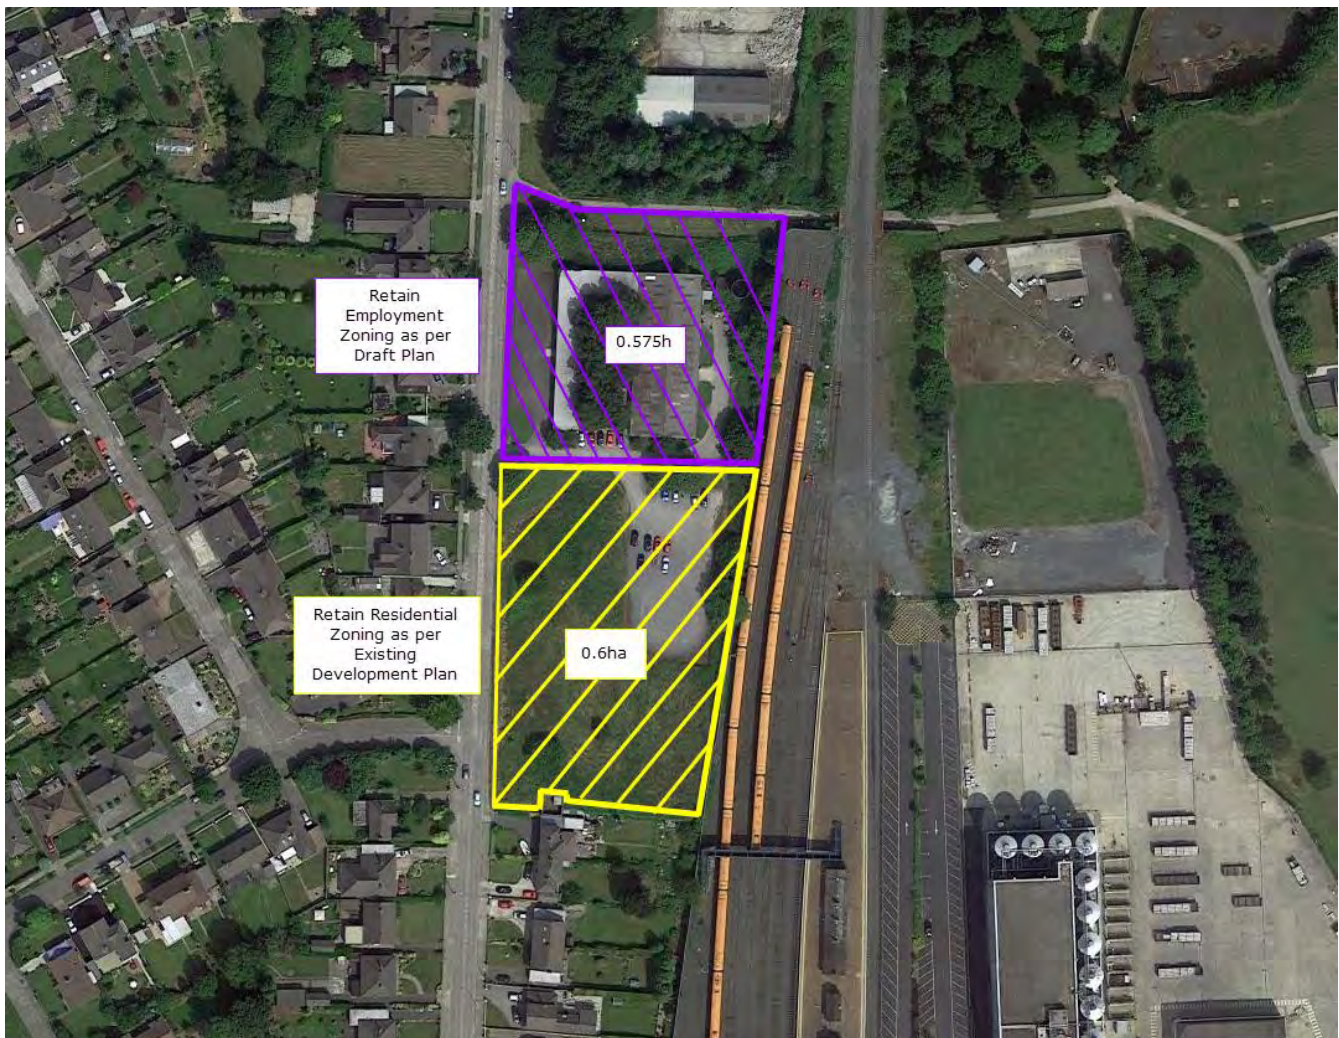 Retain
Employment
Zoning as per
Draft Plan
0.575h
Retain Residential
Zoning as per
Existing
Development Plan
0.6ha